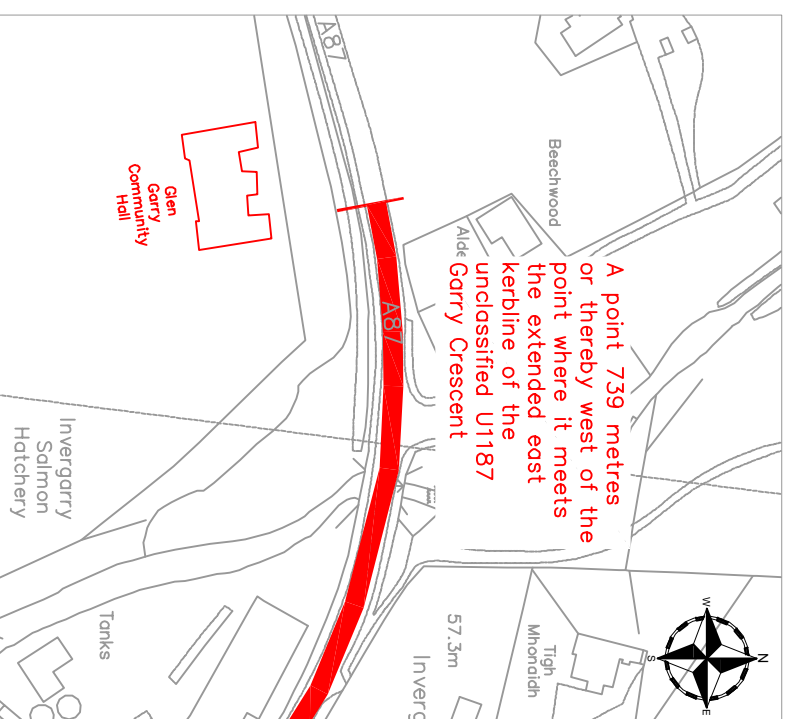 A87
Beechwood
Alde
Glen
Garry
Community
Hall
A point 739 metres
or thereby west of the
point where it meets
the extended east
kerbline of the
unclassified U1187
Garry Crescent
A87
Invergarry
Salmon
Hatchery
Tanks
57.3m
Inverg
Tigh
Mhonaidh
N
E
S
W